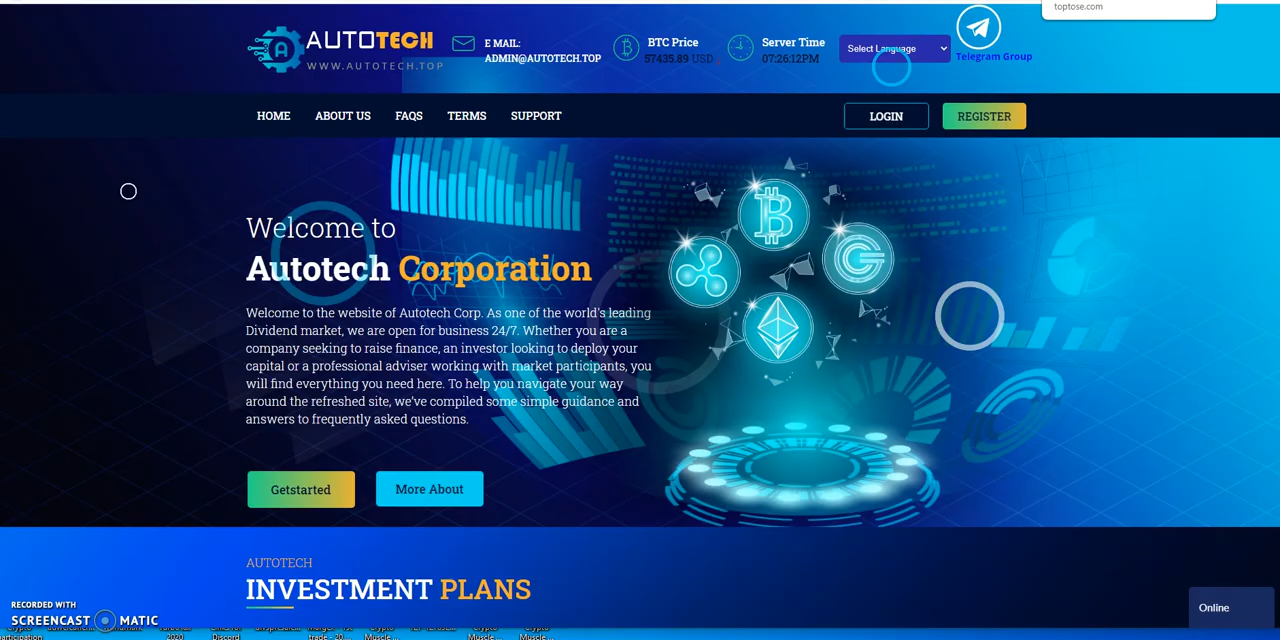 toptose.com
AUTOTECH
WWW.AUTOTECH.TOP
E MAIL:
ADMIN@AUTOTECH.TOP
BTC Price
57435.89 USD
Server Time
07:26:12PM
Select Language
Telegram Group
HOME
ABOUT US
FAQS
TERMS
SUPPORT
LOGIN
REGISTER
Welcome to
Autotech Corporation
Welcome to the website of Autotech Corp. As one of the world's leading
Dividend market, we are open for business 24/7. Whether you are a
company seeking to raise finance, an investor looking to deploy your
capital or a professional adviser working with market participants, you
will find everything you need here. To help you navigate your way
around the refreshed site, we've compiled some simple guidance and
answers to frequently asked questions.
Getstarted
More About
AUTOTECH
INVESTMENT PLANS
Online
RECORDED WITH
SCREENCAST MATIC
2020
Discord
Muscle ...
Muscle ...
Muscle ...